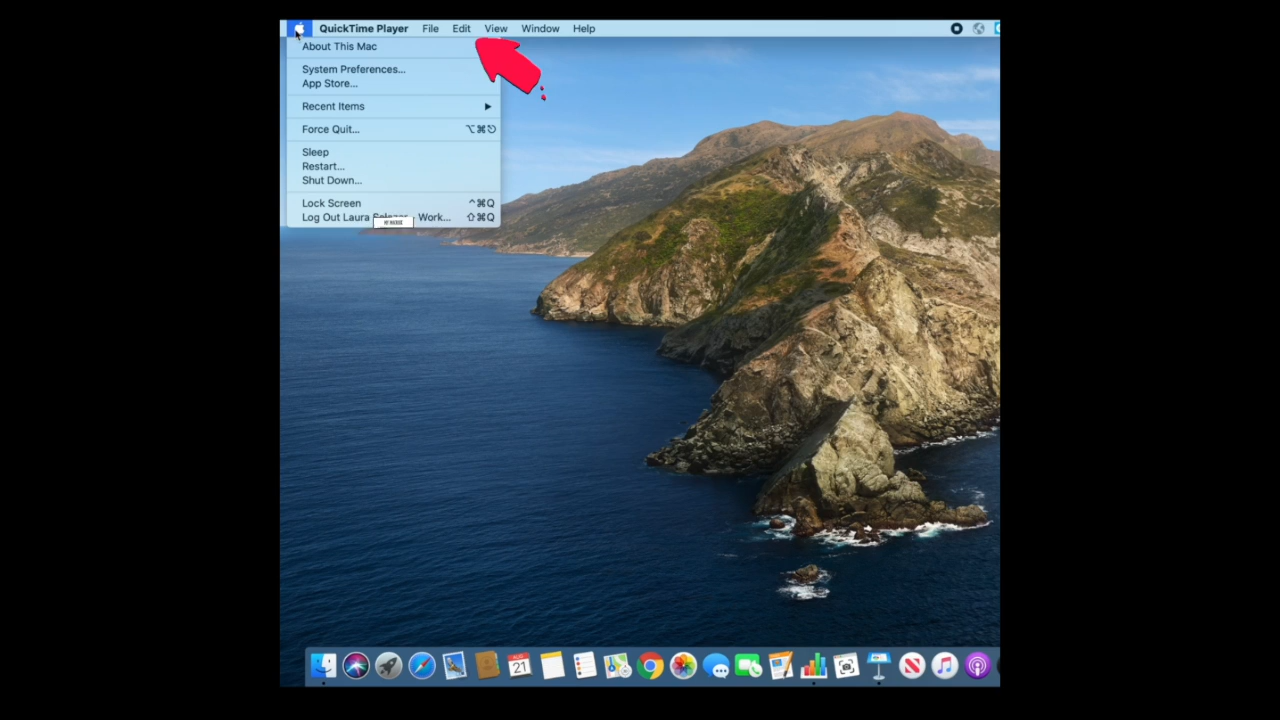 QuickTime Player File Edit View Window Help
About This Mac
System Preferences...
App Store...
Recent Items
Force Quit... ⌥⌘⎋
Sleep
Restart...
Shut Down...
Lock Screen ^⌘Q
Log Out Laura Work... ⇧⌘Q
AUG
21